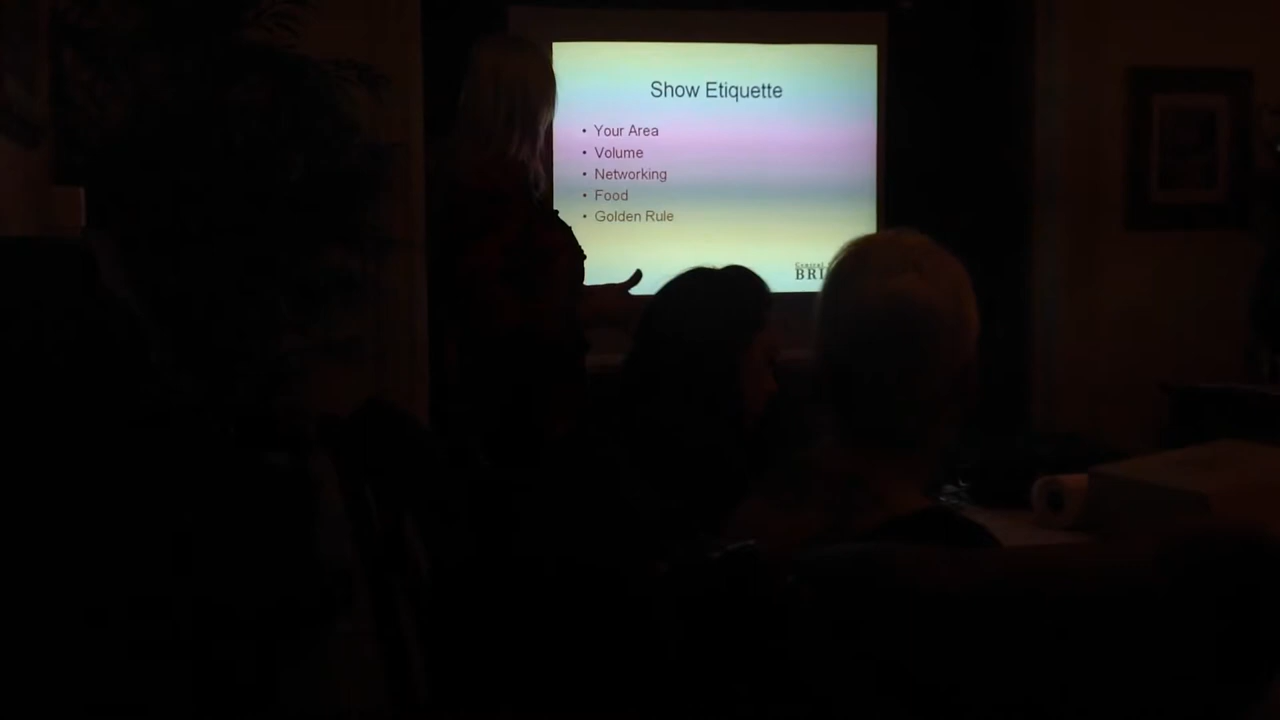 Show Etiquette
• Your Area
• Volume
• Networking
• Food
• Golden Rule